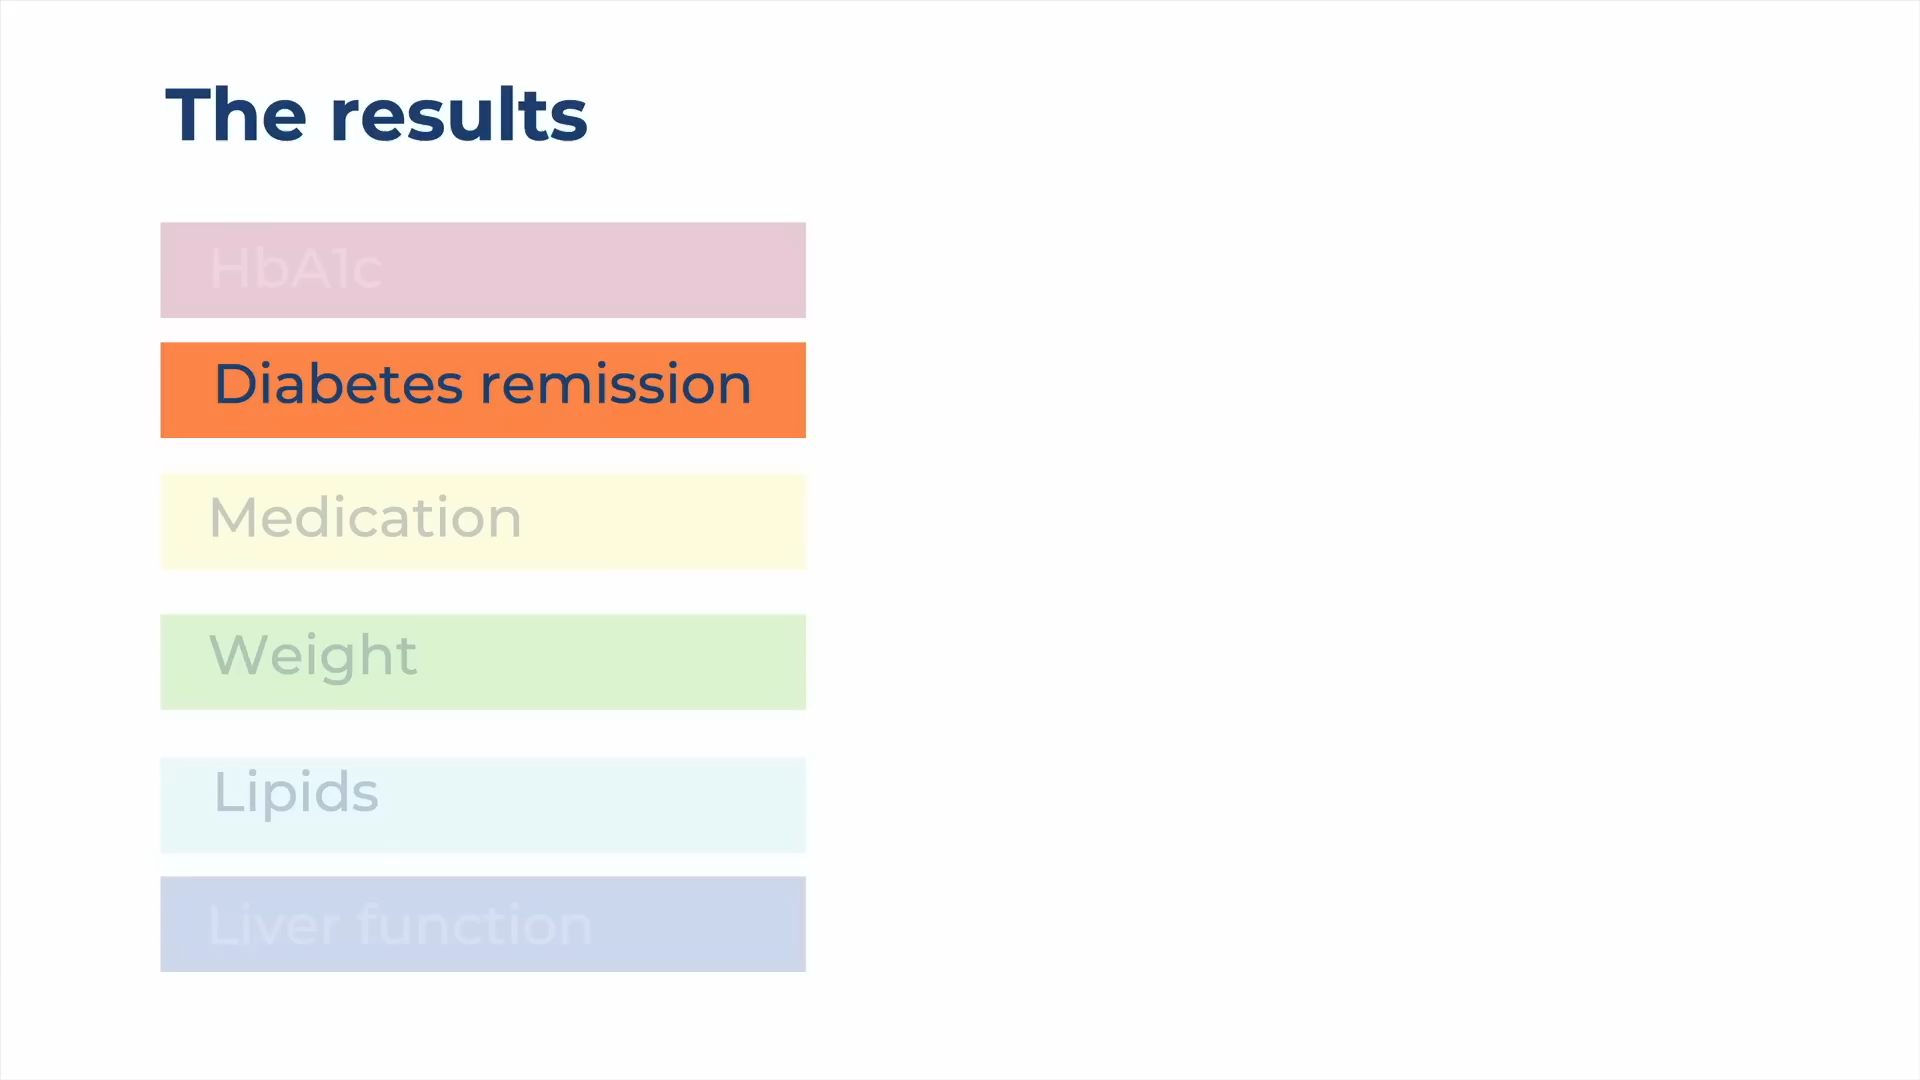 The results
HbA1c
Diabetes remission
Medication
Weight
Lipids
Liver function